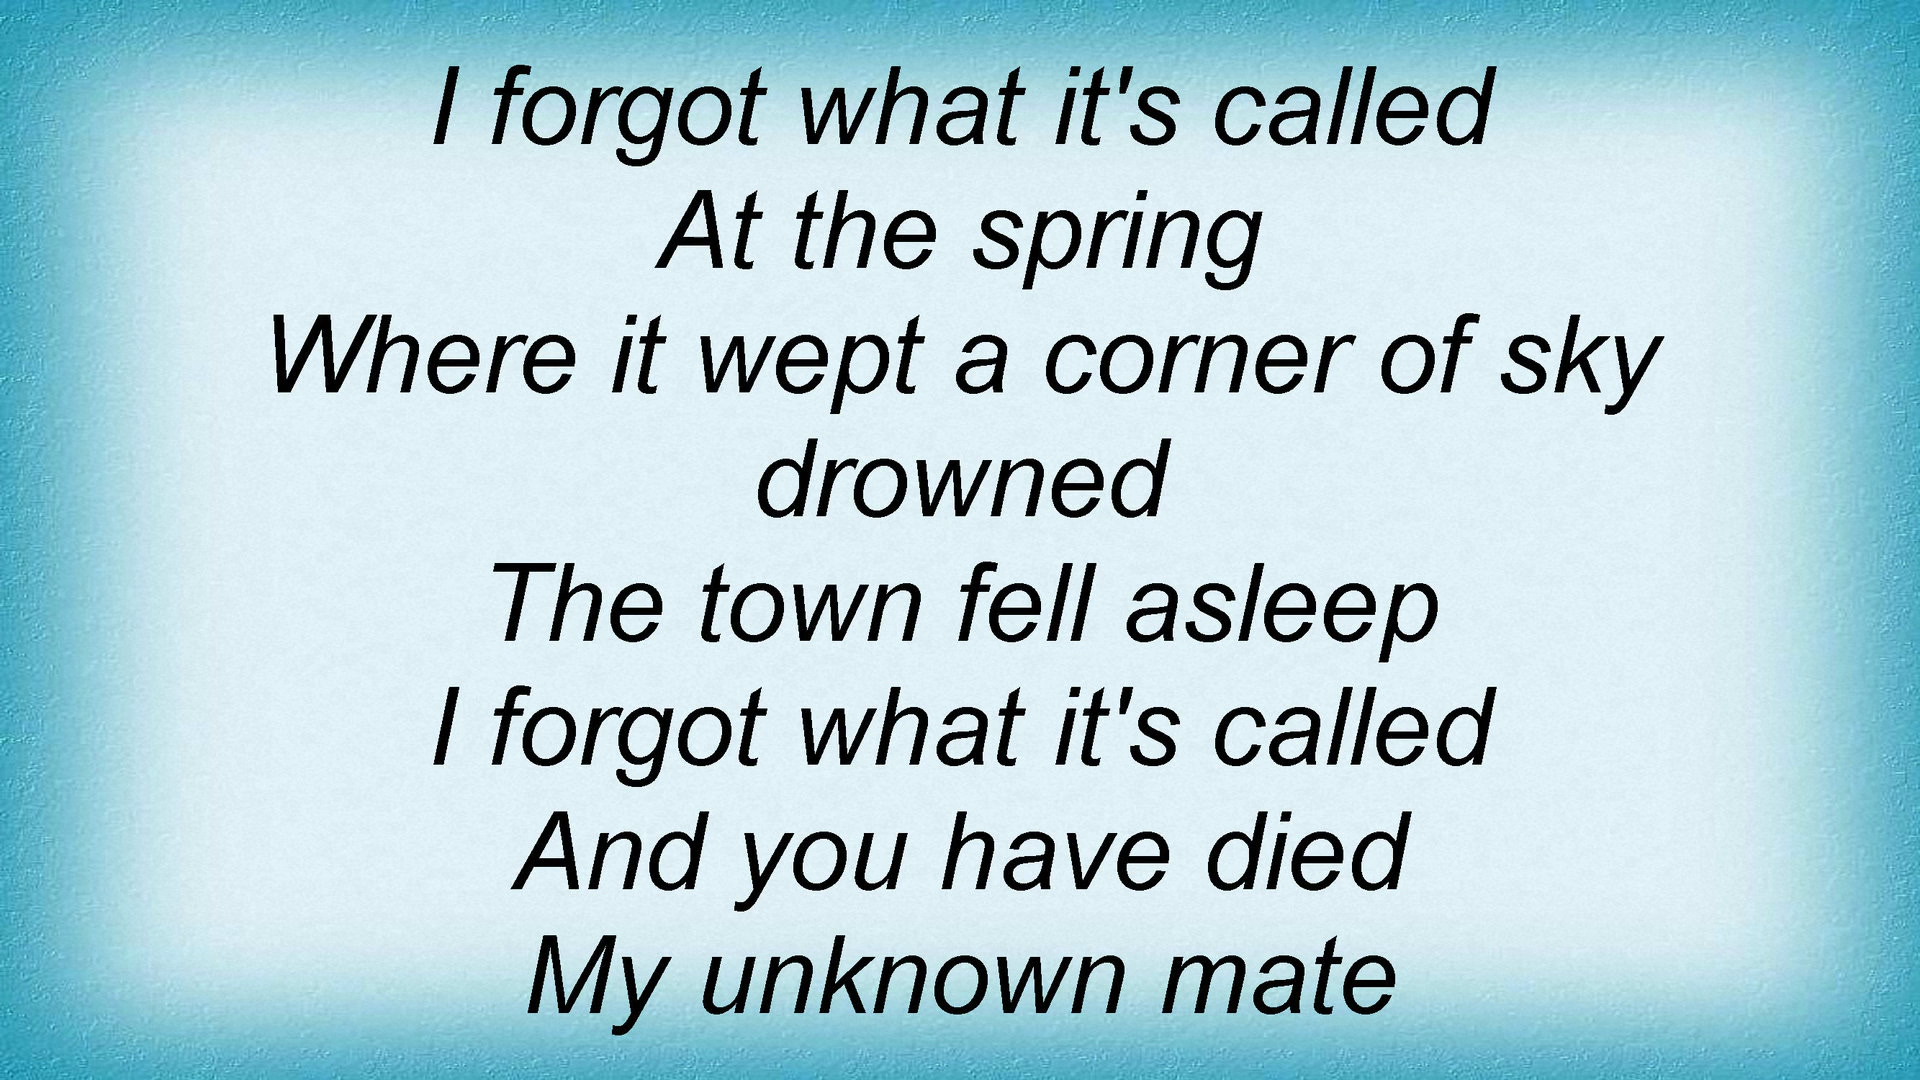 I forgot what it's called
At the spring
Where it wept a corner of sky
drowned
The town fell asleep
I forgot what it's called
And you have died
My unknown mate